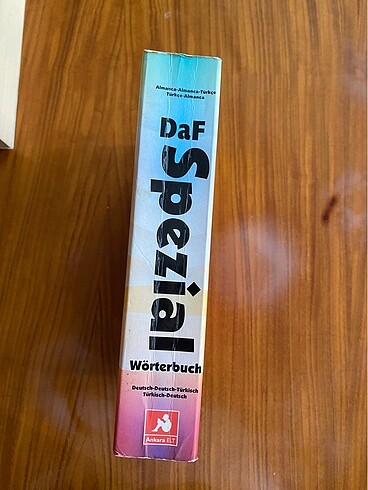 Almanca-Almanca-Türkçe
Türkçe-Almanca
DaF
Spezial
Wörterbuch
Deutsch-Deutsch-Türkisch
Türkisch-Deutsch
Ankara ELT